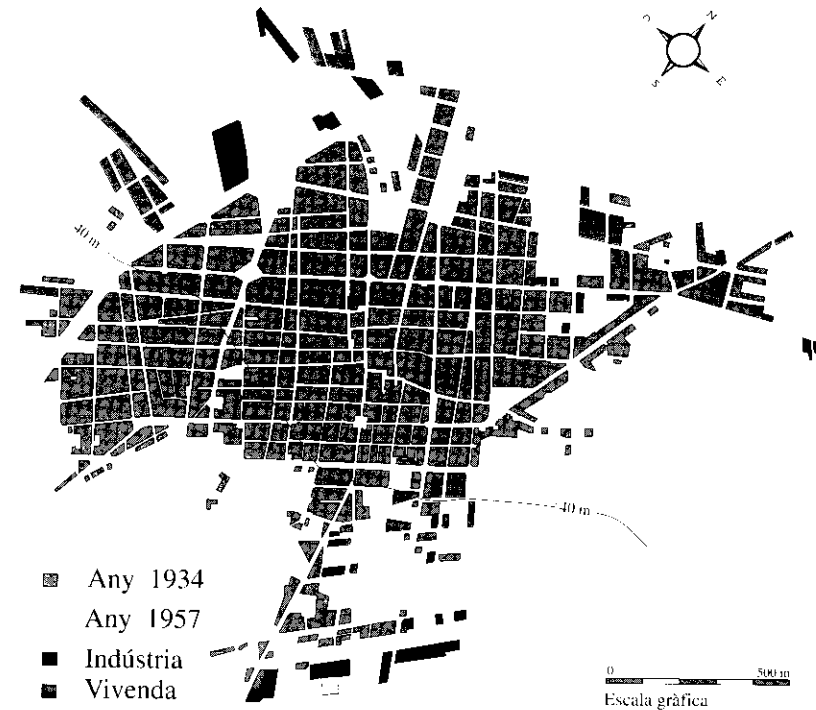 O N
S E
40 m
40 m
Any 1934
Any 1957
Indústria
Vivenda
0 500 m
Escala gràfica